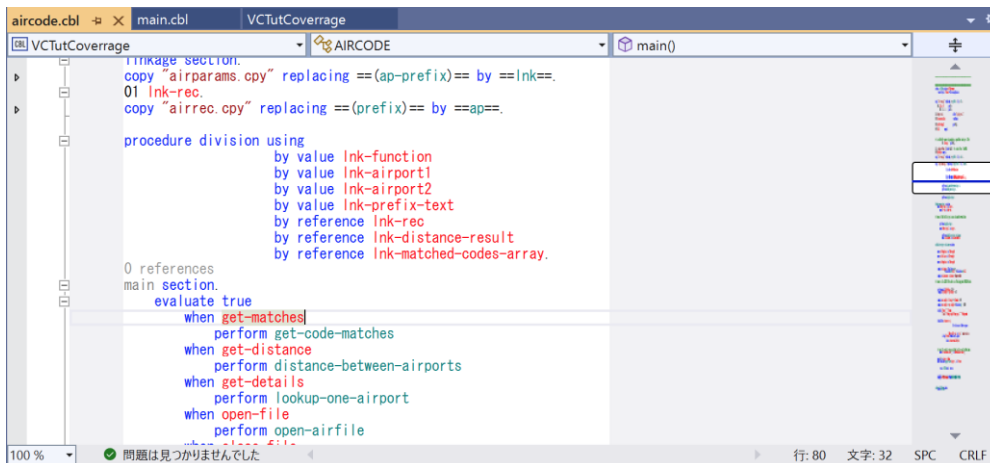 aircode.cbl main.cbl VCTutCoverrage
VCTutCoverrage AIRCODE main()
linkage section.
copy "airparams.cpy" replacing ==(ap-prefix)== by ==lnk==.
01 lnk-rec.
copy "airrec.cpy" replacing ==(prefix)== by ==ap==.
procedure division using
by value lnk-function
by value lnk-airport1
by value lnk-airport2
by value lnk-prefix-text
by reference lnk-rec
by reference lnk-distance-result
by reference lnk-matched-codes-array.
0 references
main section.
evaluate true
when get-matches
perform get-code-matches
when get-distance
perform distance-between-airports
when get-details
perform lookup-one-airport
when open-file
perform open-airfile
when close-file
100 % 問題は見つかりませんでした 行: 80 文字: 32 SPC CRLF